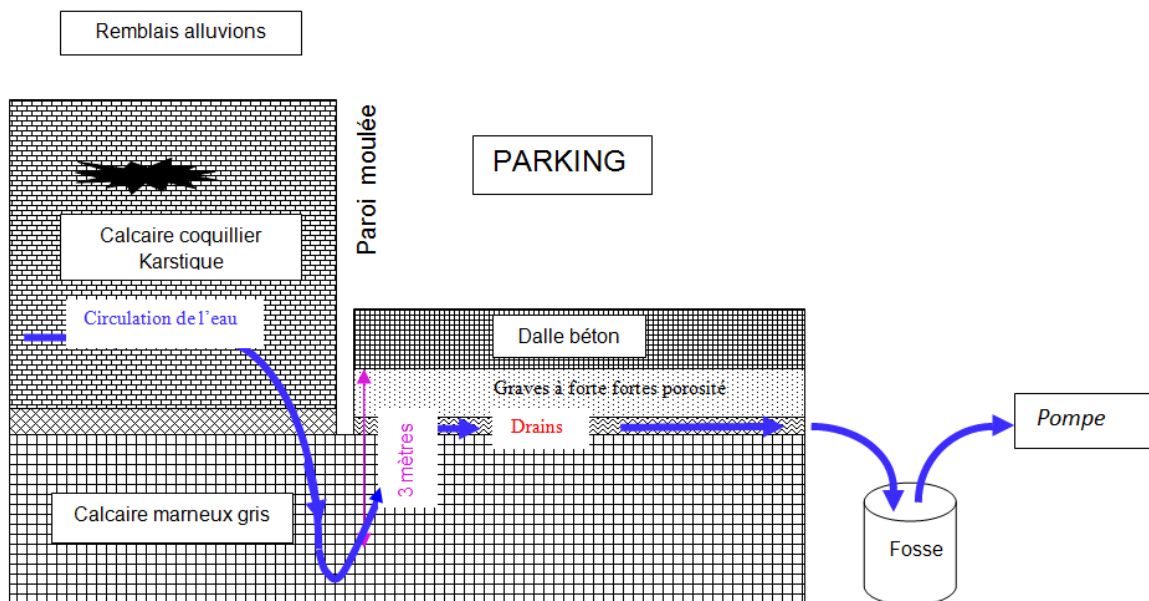 Remblais alluvions
Paroi moulée
PARKING
Calcaire coquillier
Karstique
Circulation de l'eau
Dalle béton
Graves à forte fortes porosité
Drains
3 mètres
Pompe
Calcaire marneux gris
Fosse